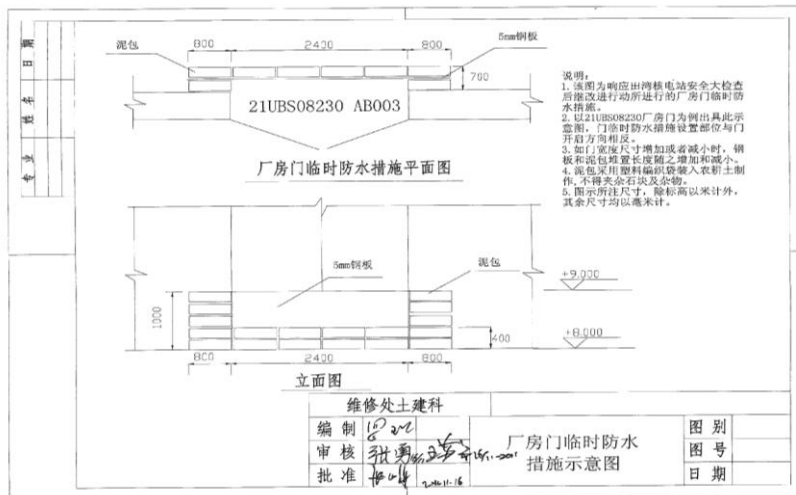 日期
姓名
专业
泥包
800
2400
800
5mm钢板
700
21UBS08230 AB003
厂房门临时防水措施平面图
说明：
1. 该图为响应田湾核电站安全大检查
后继改进行动所进行的厂房门临时防
水措施。
2. 以21UBS08230厂房门为例出具此示
意图，门临时防水措施设置部位与门
开启方向相反。
3. 如门宽度尺寸增加或者减小时，钢
板和泥包堆置长度随之增加和减小。
4. 泥包采用塑料编织袋装入农耕土制
作，不得夹杂石块及杂物。
5. 图示所注尺寸，除标高以米计外，
其余尺寸均以毫米计。
5mm钢板
泥包
+9.000
1000
400
+8.000
800
2400
800
立面图
维修处土建科
编制
审核 张勇
批准
厂房门临时防水
措施示意图
图别
图号
日期